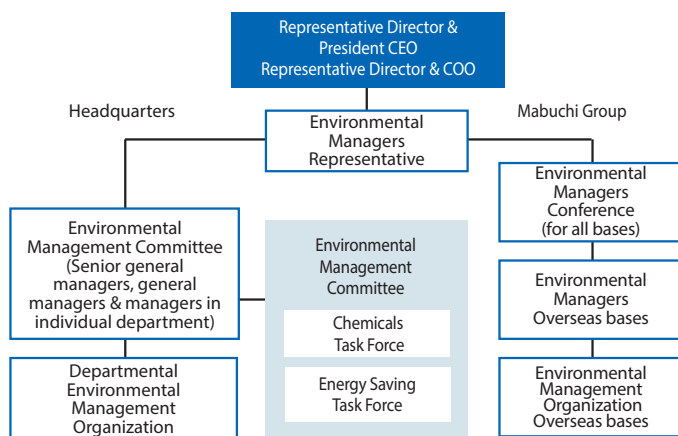 Representative Director &
President CEO
Representative Director & COO
Headquarters
Mabuchi Group
Environmental
Managers
Representative
Environmental
Management Committee
(Senior general
managers, general
managers & managers in
individual department)
Departmental
Environmental
Management
Organization
Environmental
Management
Committee
Chemicals
Task Force
Energy Saving
Task Force
Environmental
Managers
Conference
(for all bases)
Environmental
Managers
Overseas bases
Environmental
Management
Organization
Overseas bases